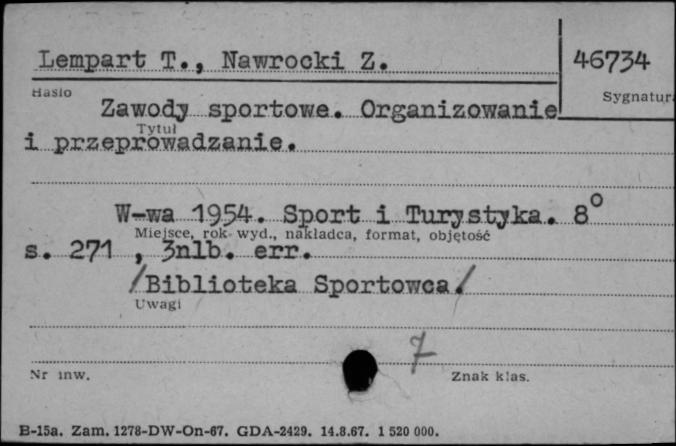 Lempart T., Nawrocki Z. 46734
Hasło Sygnatura
Zawody sportowe. Organizowanie
Tytuł
i przeprowadzanie.
W-wa 1954. Sport i Turystyka. 8°
Miejsce, rok wyd., nakładca, format, objętość
s. 271 , 3nlb. err.
/Biblioteka Sportowca/
Uwagi
7
Nr inw. Znak klas.
B-15a. Zam. 1278-DW-On-67. GDA-2429. 14.8.67. 1 520 000.